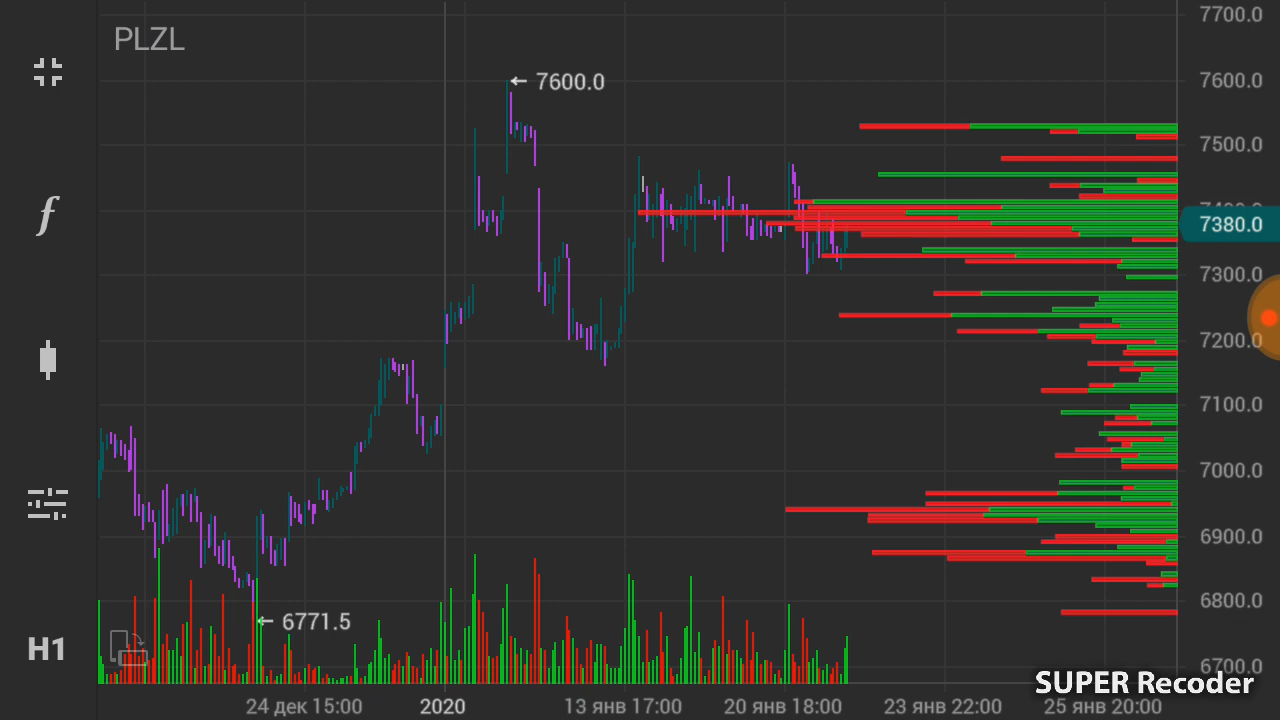 PLZL
7700.0
← 7600.0
7600.0
7500.0
7380.0
7300.0
7200.0
7100.0
7000.0
6900.0
6800.0
← 6771.5
H1
6700.0
SUPER Recoder
24 дек 15:00
2020
13 янв 17:00
20 янв 18:00
23 янв 22:00
25 янв 20:00